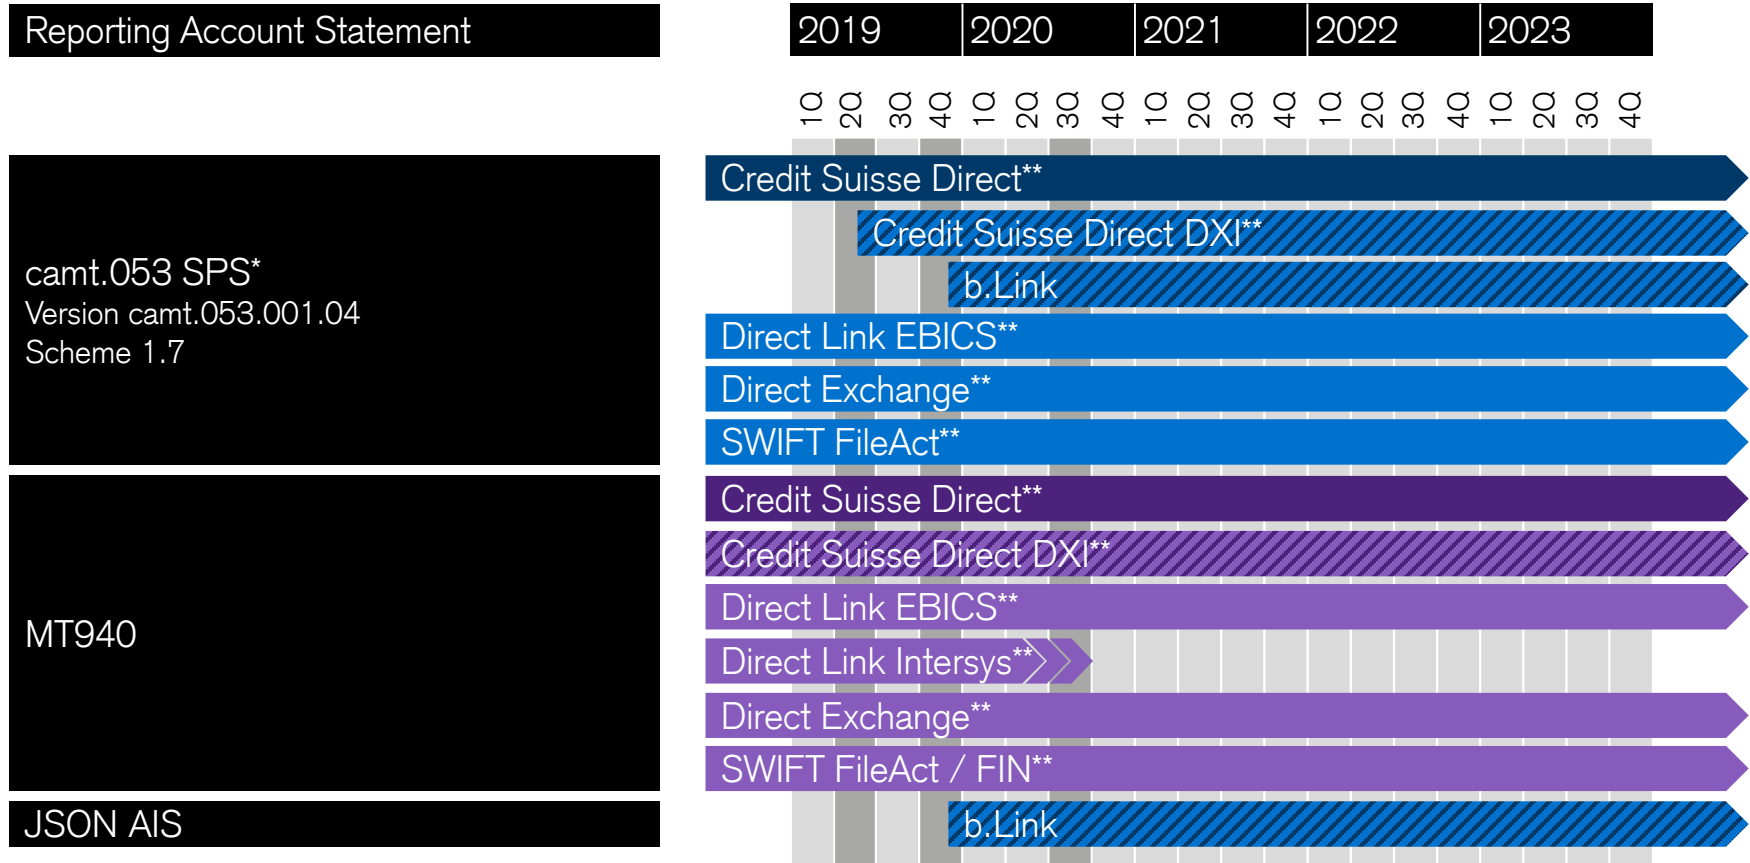 Reporting Account Statement
2019 2020 2021 2022 2023
1Q 2Q 3Q 4Q 1Q 2Q 3Q 4Q 1Q 2Q 3Q 4Q 1Q 2Q 3Q 4Q 1Q 2Q 3Q 4Q
camt.053 SPS*
Version camt.053.001.04
Scheme 1.7
Credit Suisse Direct**
Credit Suisse Direct DXI**
b.Link
Direct Link EBICS**
Direct Exchange**
SWIFT FileAct**
MT940
Credit Suisse Direct**
Credit Suisse Direct DXI**
Direct Link EBICS**
Direct Link Intersys**
Direct Exchange**
SWIFT FileAct / FIN**
JSON AIS
b.Link